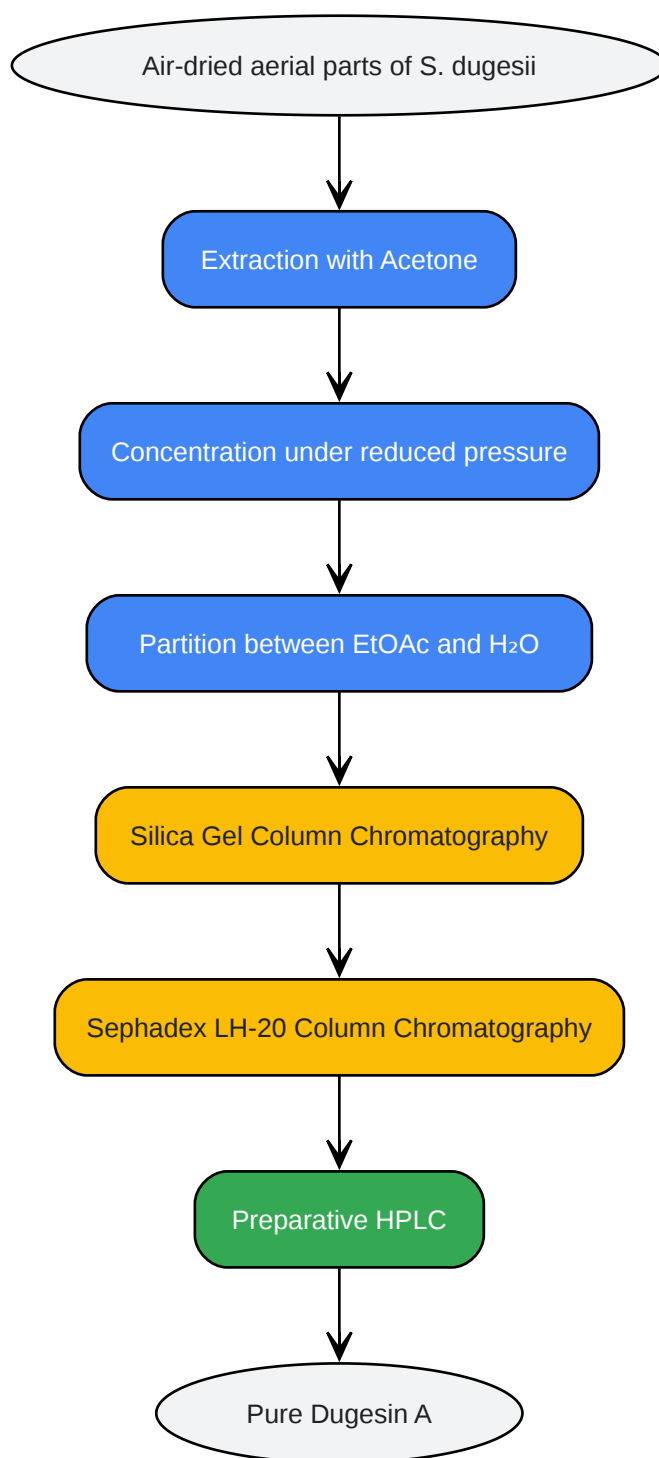 Air-dried aerial parts of S. dugesii
Extraction with Acetone
Concentration under reduced pressure
Partition between EtOAc and H₂O
Silica Gel Column Chromatography
Sephadex LH-20 Column Chromatography
Preparative HPLC
Pure Dugesin A